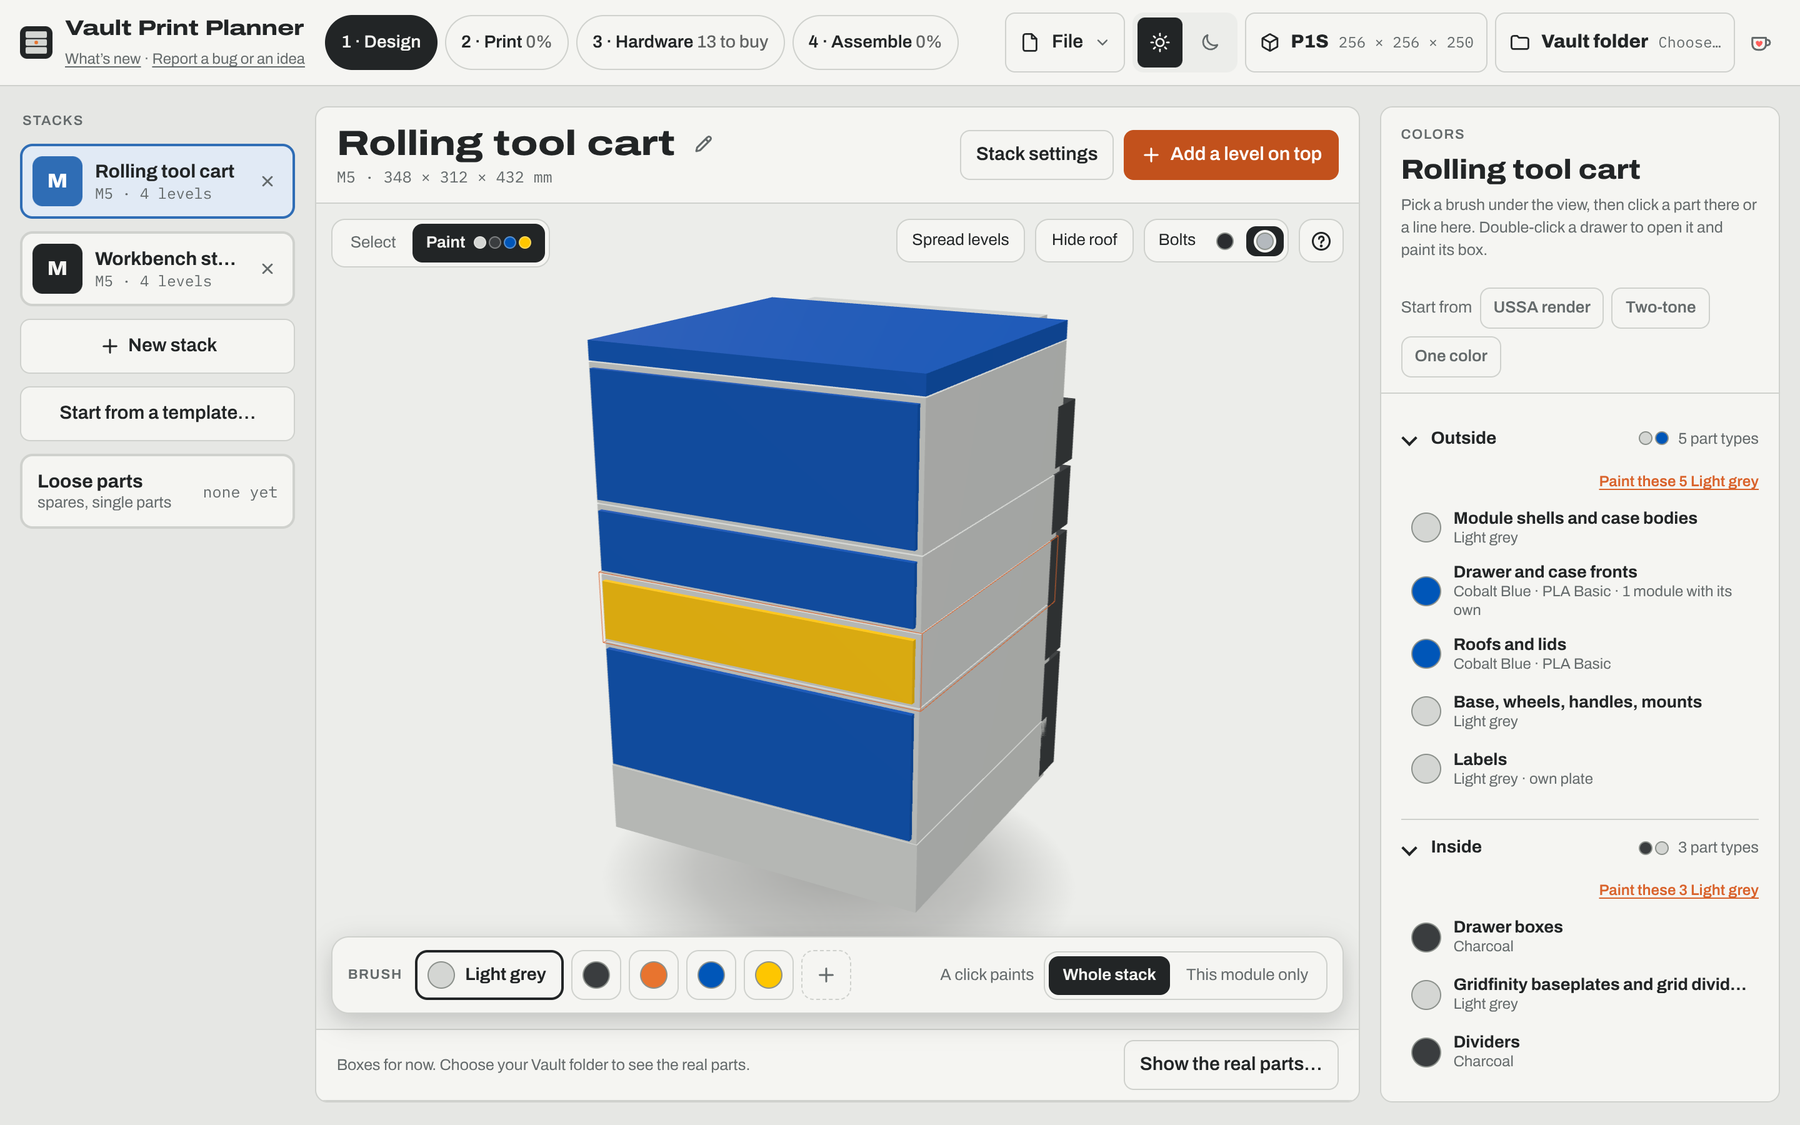 Vault Print Planner
What's new · Report a bug or an idea
1 · Design
2 · Print 0%
3 · Hardware 13 to buy
4 · Assemble 0%
File
P1S 256 × 256 × 250
Vault folder Choose…
STACKS
M
Rolling tool cart
M5 · 4 levels
M
Workbench st…
M5 · 4 levels
+ New stack
Start from a template…
Loose parts
spares, single parts
none yet
Rolling tool cart
M5 · 348 × 312 × 432 mm
Stack settings
+ Add a level on top
Select
Paint
Spread levels
Hide roof
Bolts
BRUSH
Light grey
+
A click paints
Whole stack
This module only
Boxes for now. Choose your Vault folder to see the real parts.
Show the real parts…
COLORS
Rolling tool cart
Pick a brush under the view, then click a part there or
a line here. Double-click a drawer to open it and
paint its box.
Start from
USSA render
Two-tone
One color
Outside
5 part types
Paint these 5 Light grey
Module shells and case bodies
Light grey
Drawer and case fronts
Cobalt Blue · PLA Basic · 1 module with its
own
Roofs and lids
Cobalt Blue · PLA Basic
Base, wheels, handles, mounts
Light grey
Labels
Light grey · own plate
Inside
3 part types
Paint these 3 Light grey
Drawer boxes
Charcoal
Gridfinity baseplates and grid divid…
Light grey
Dividers
Charcoal